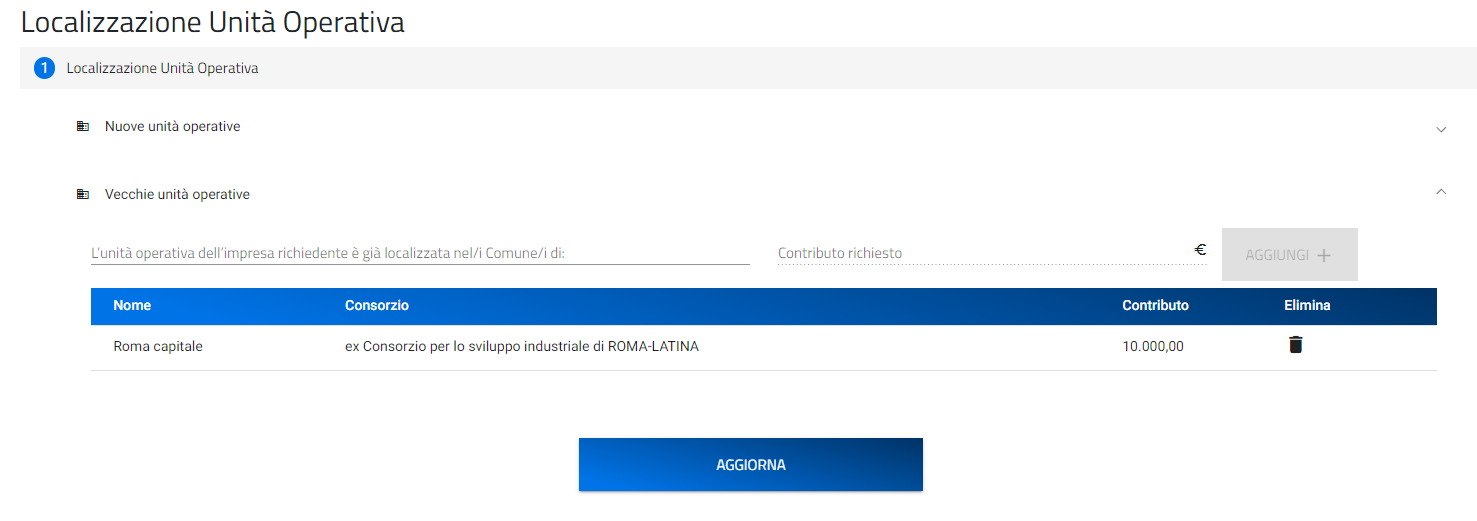 Localizzazione Unità Operativa
1 Localizzazione Unità Operativa
Nuove unità operative
Vecchie unità operative
L'unità operativa dell'impresa richiedente è già localizzata nel/i Comune/i di: Contributo richiesto € AGGIUNGI +
Nome Consorzio Contributo Elimina
Roma capitale ex Consorzio per lo sviluppo industriale di ROMA-LATINA 10.000,00
AGGIORNA